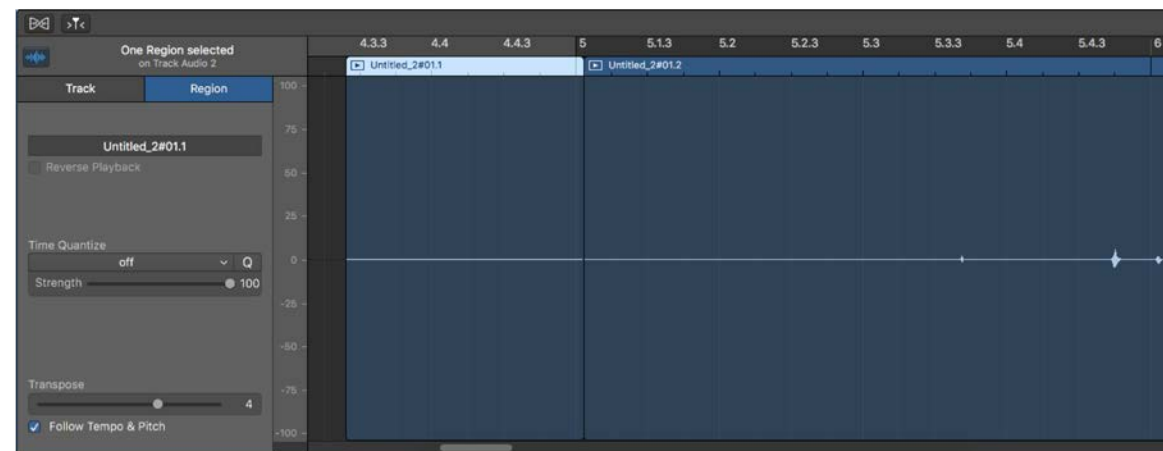 4.3.3 4.4 4.4.3 5 5.1.3 5.2 5.2.3 5.3 5.3.3 5.4 5.4.3 6
One Region selected
on Track Audio 2
Untitled_2#01.1 Untitled_2#01.2
Track Region
100
75
Untitled_2#01.1
Reverse Playback
50
25
Time Quantize
off Q
0
Strength 100
-25
-50
Transpose
-75
4
Follow Tempo & Pitch
-100